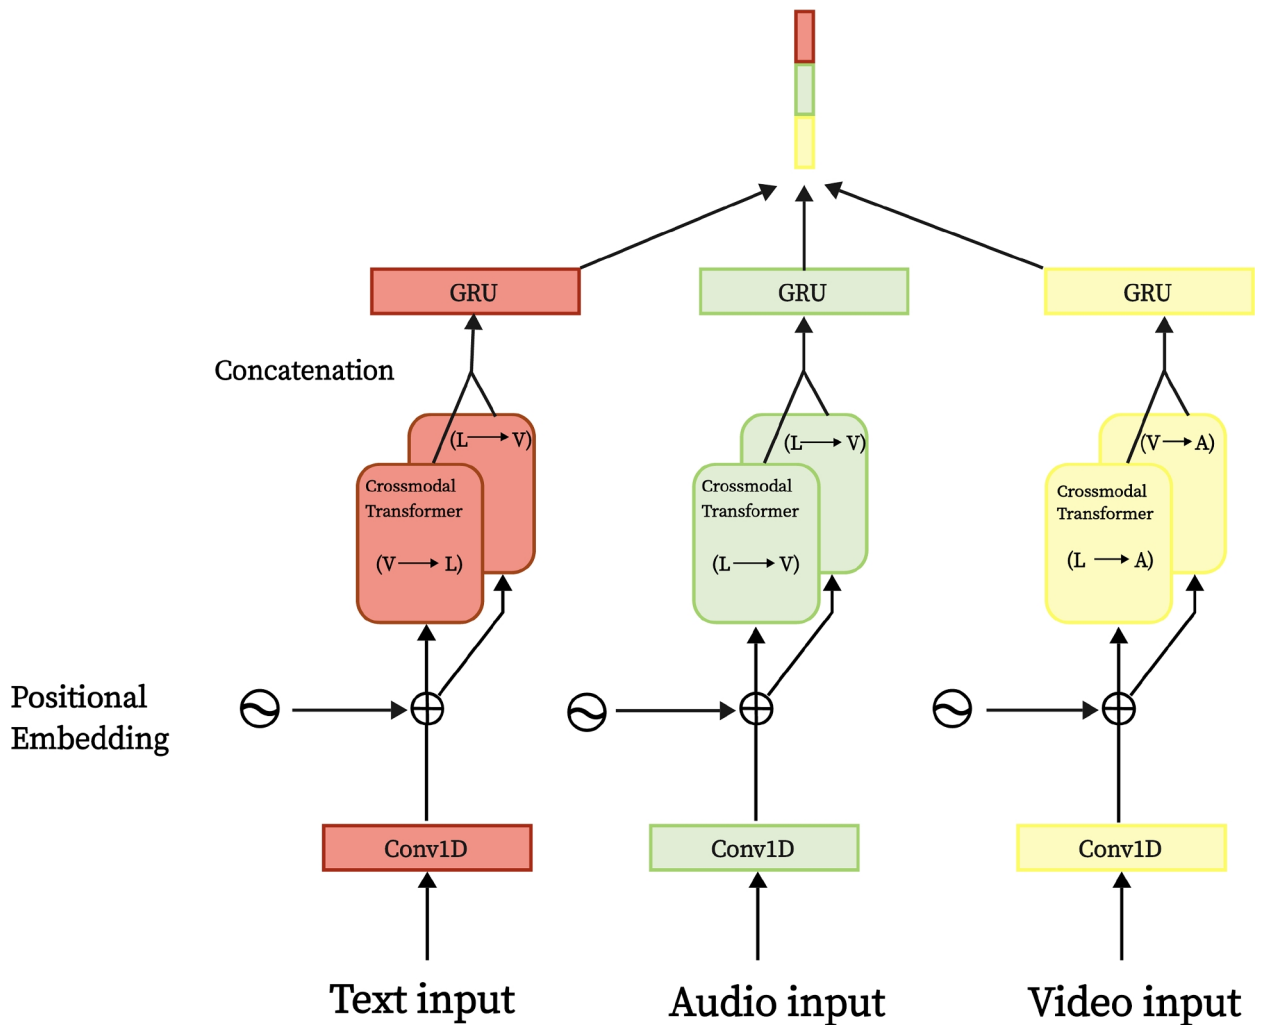 GRU
GRU
GRU
Concatenation
(L → V)
(L → V)
(V → A)
Crossmodal
Transformer
(V → L)
Crossmodal
Transformer
(L → V)
Crossmodal
Transformer
(L → A)
Positional
Embedding
Conv1D
Conv1D
Conv1D
Text input
Audio input
Video input